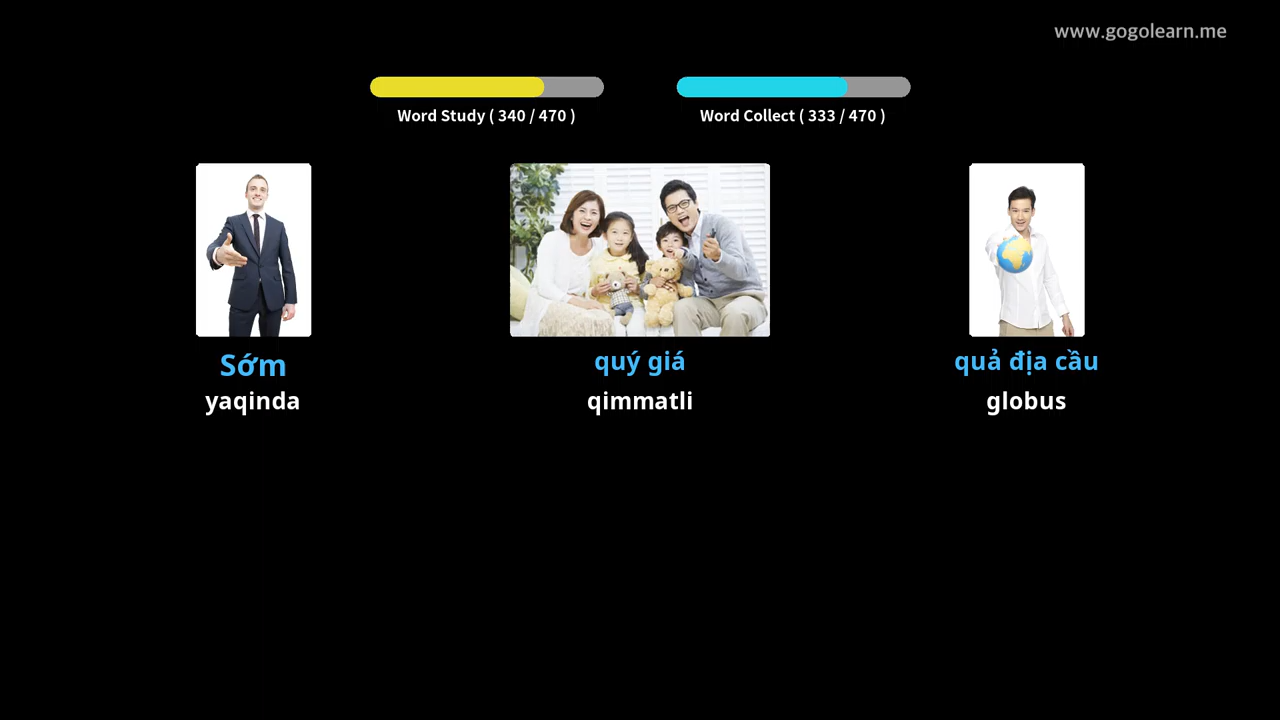 www.gogolearn.me
Word Study ( 340 / 470 )
Word Collect ( 333 / 470 )
Sớm
quý giá
quả địa cầu
yaqinda
qimmatli
globus